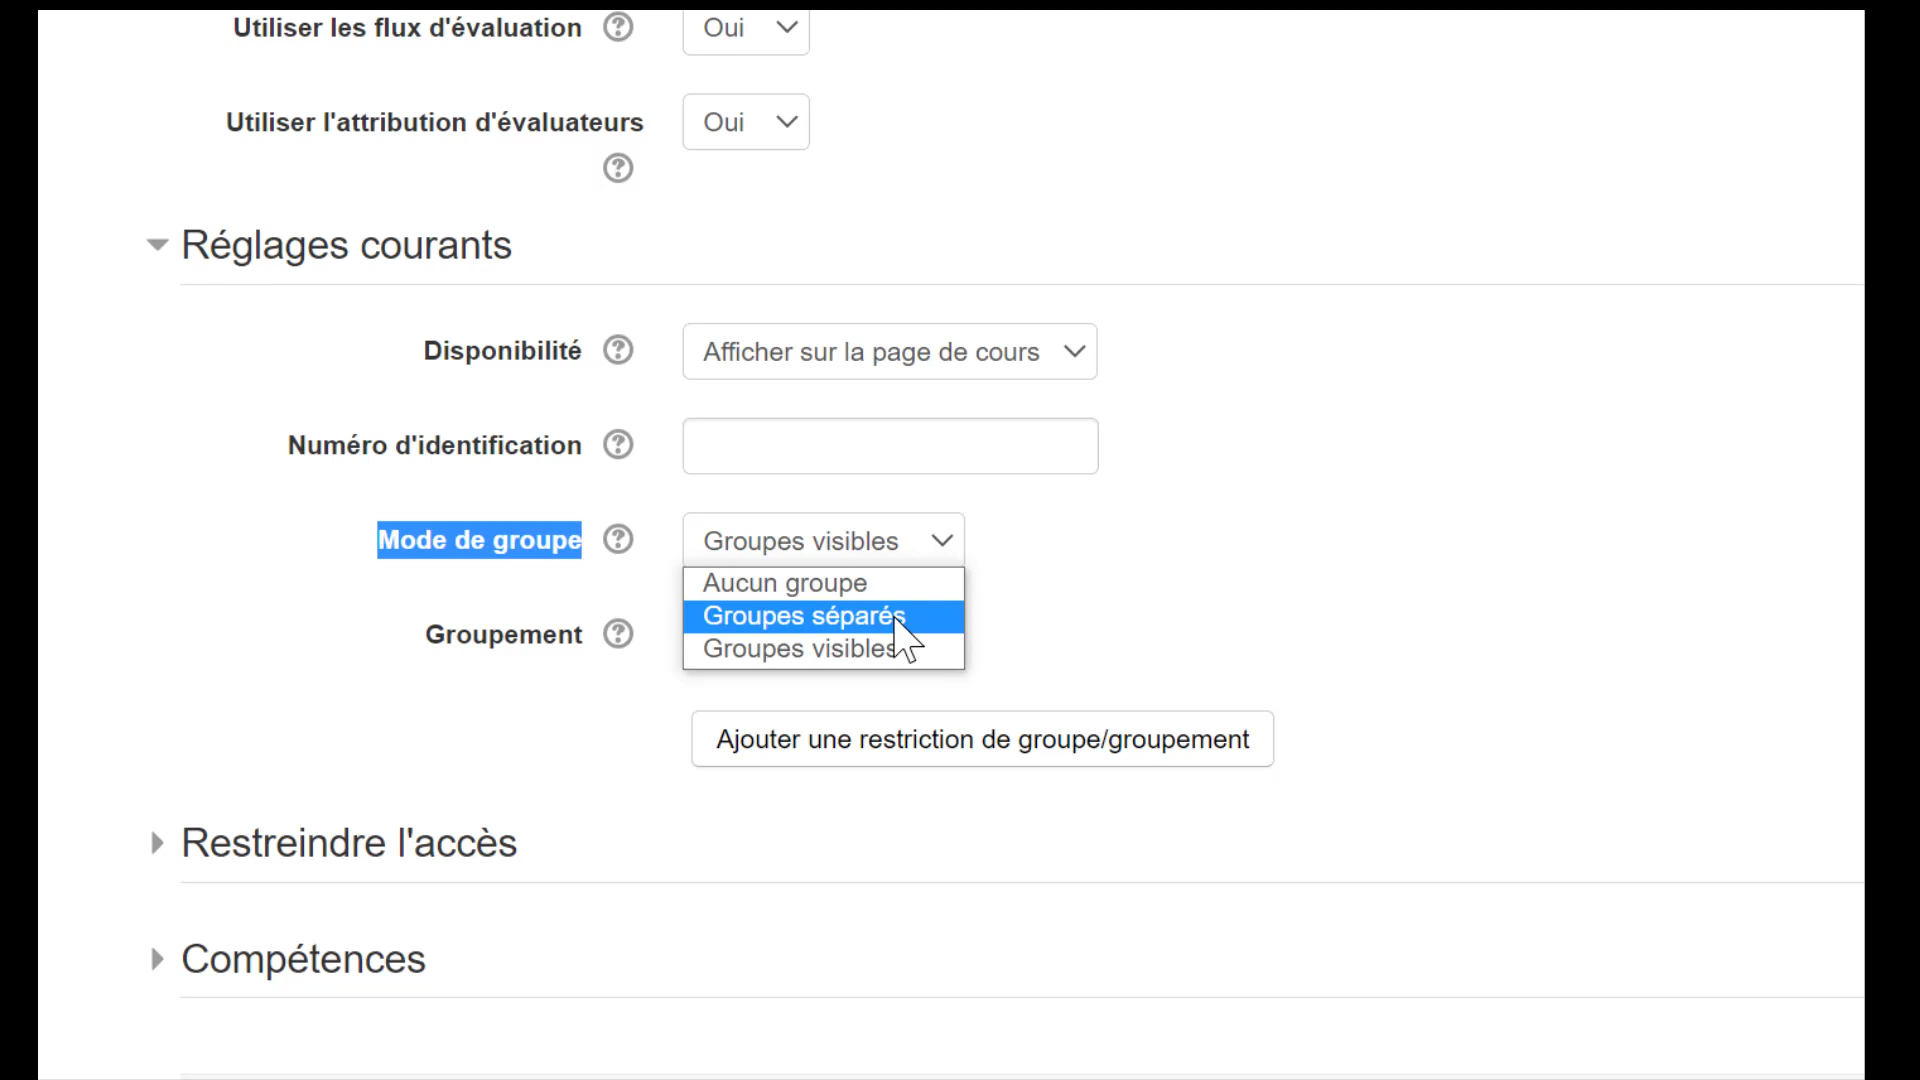 Utiliser les flux d'évaluation Oui
Utiliser l'attribution d'évaluateurs Oui
Réglages courants
Disponibilité Afficher sur la page de cours
Numéro d'identification
Mode de groupe Groupes visibles
Aucun groupe
Groupes séparés
Groupement
Groupes visibles
Ajouter une restriction de groupe/groupement
Restreindre l'accès
Compétences